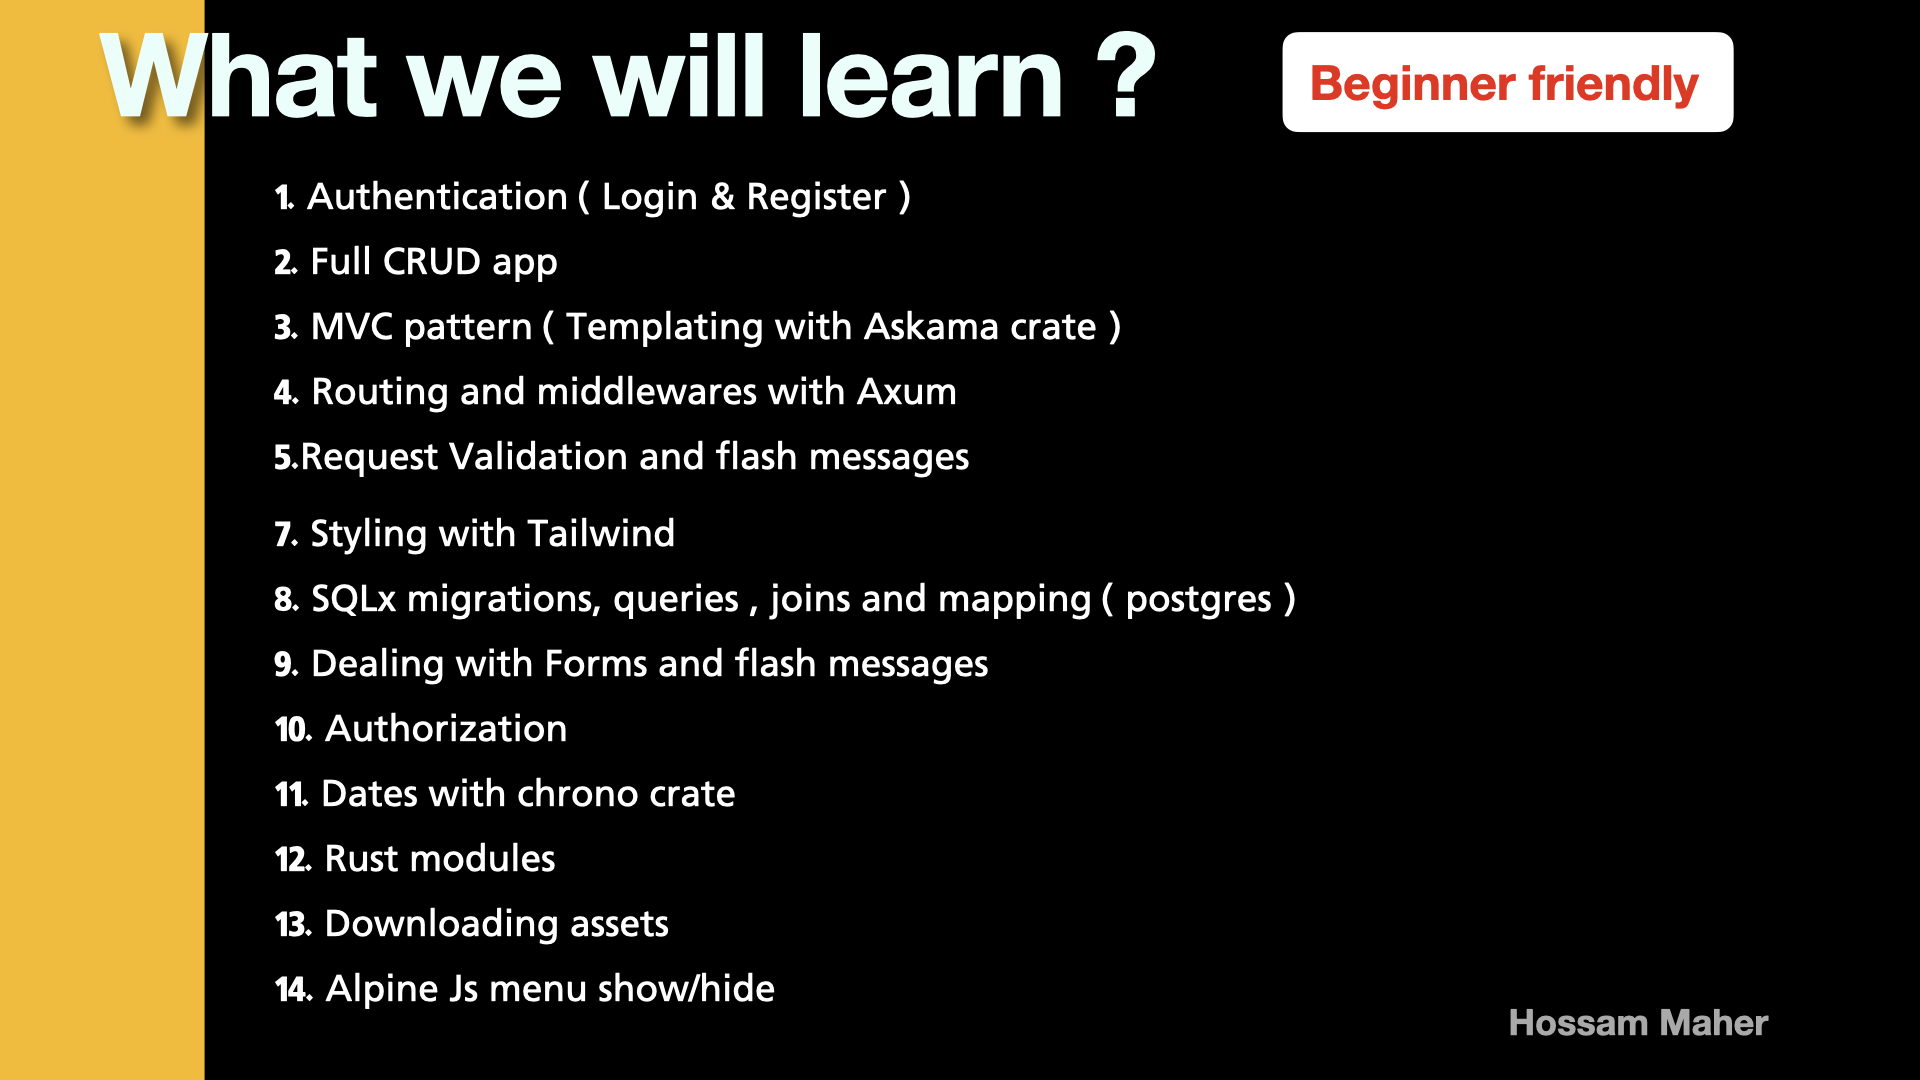 What we will learn ?
Beginner friendly
1. Authentication ( Login & Register )
2. Full CRUD app
3. MVC pattern ( Templating with Askama crate )
4. Routing and middlewares with Axum
5.Request Validation and flash messages
7. Styling with Tailwind
8. SQLx migrations, queries , joins and mapping ( postgres )
9. Dealing with Forms and flash messages
10. Authorization
11. Dates with chrono crate
12. Rust modules
13. Downloading assets
14. Alpine Js menu show/hide
Hossam Maher